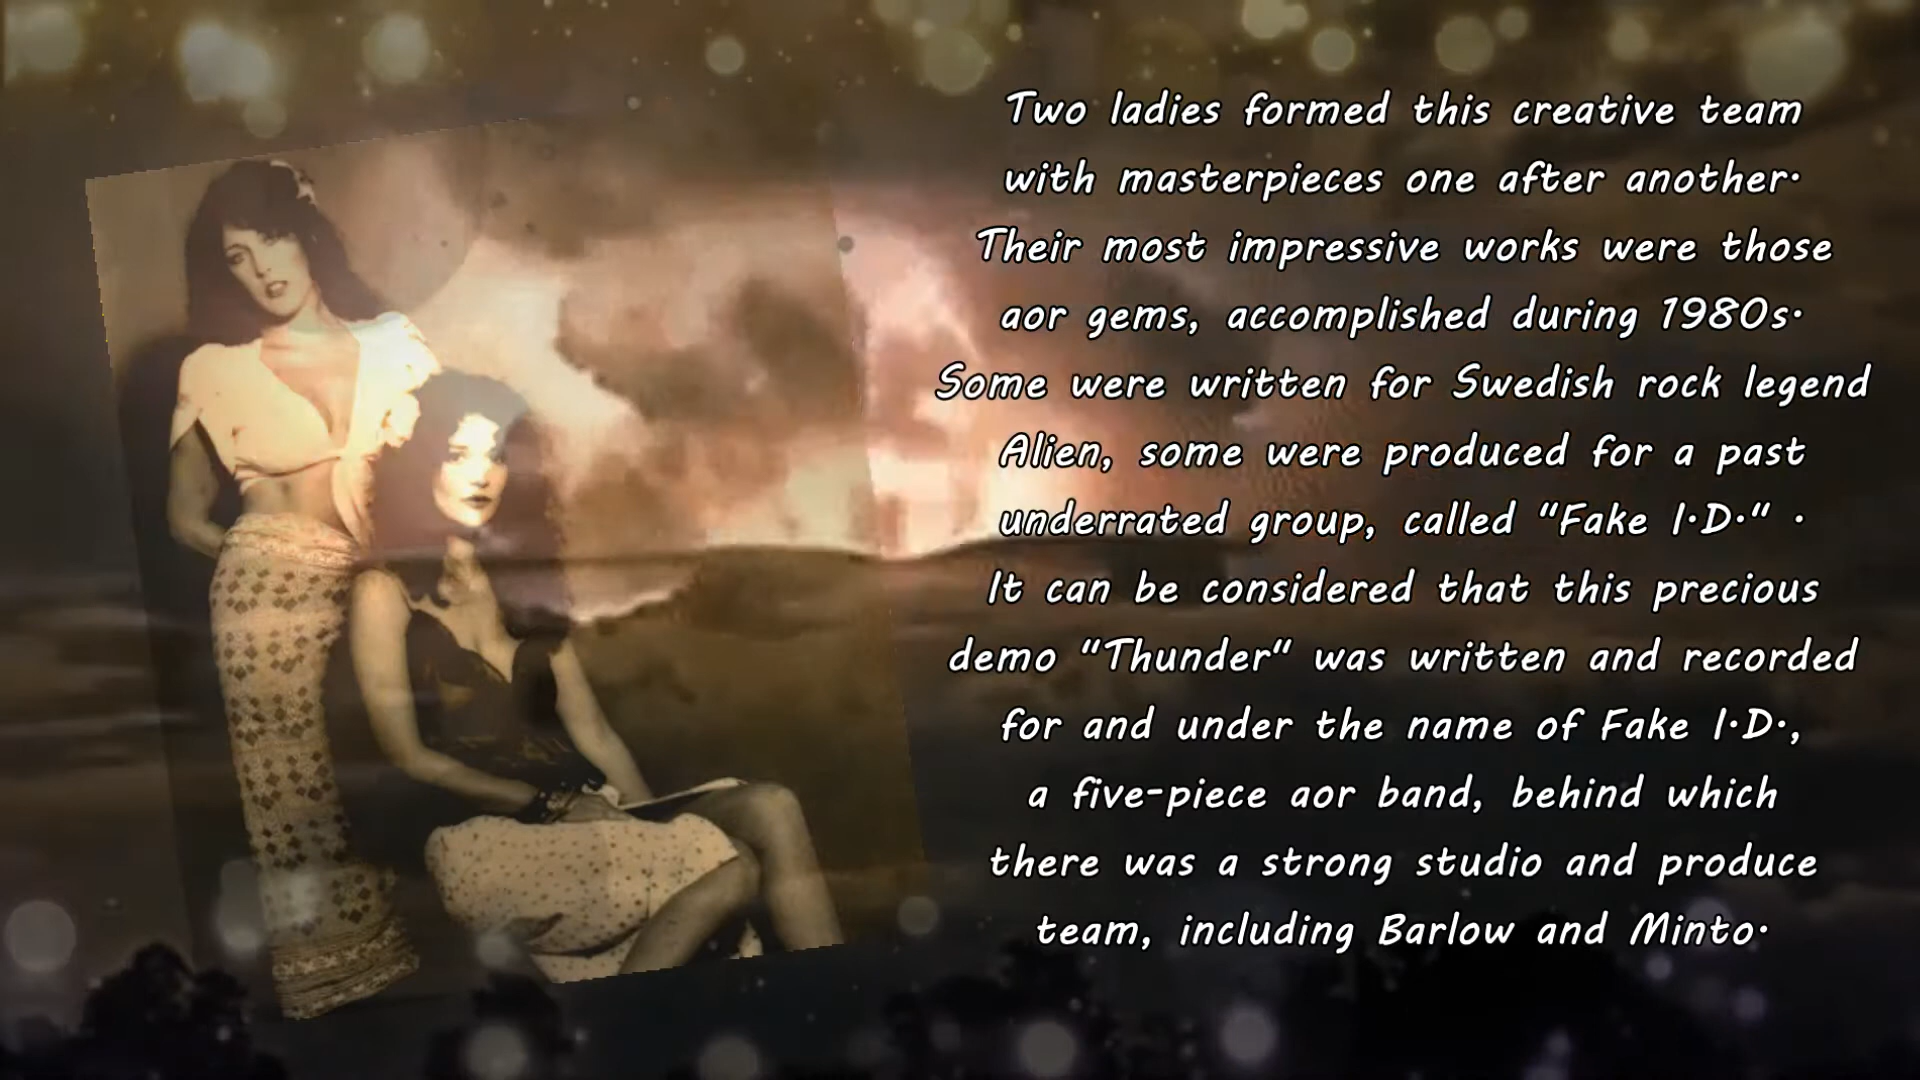 Two ladies formed this creative team
with masterpieces one after another.
Their most impressive works were those
aor gems, accomplished during 1980s.
Some were written for Swedish rock legend
Alien, some were produced for a past
underrated group, called "Fake I.D." .
It can be considered that this precious
demo "Thunder" was written and recorded
for and under the name of Fake I.D.,
a five-piece aor band, behind which
there was a strong studio and produce
team, including Barlow and Minto.